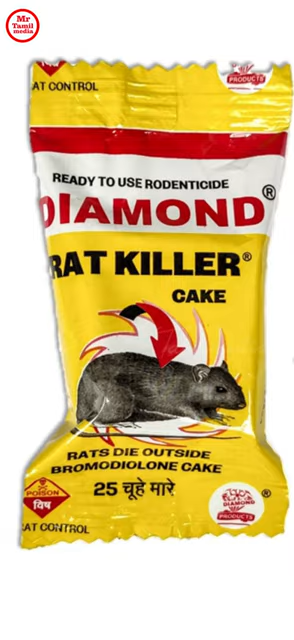 Mr
Tamil
media
PRODUCTS
AT CONTROL
READY TO USE RODENTICIDE
DIAMOND®
RAT KILLER®
CAKE
RATS DIE OUTSIDE
BROMODIOLONE CAKE
25 चूहे मारे
POISON
विष
DIAMOND
PRODUCTS
®
AT CONTROL